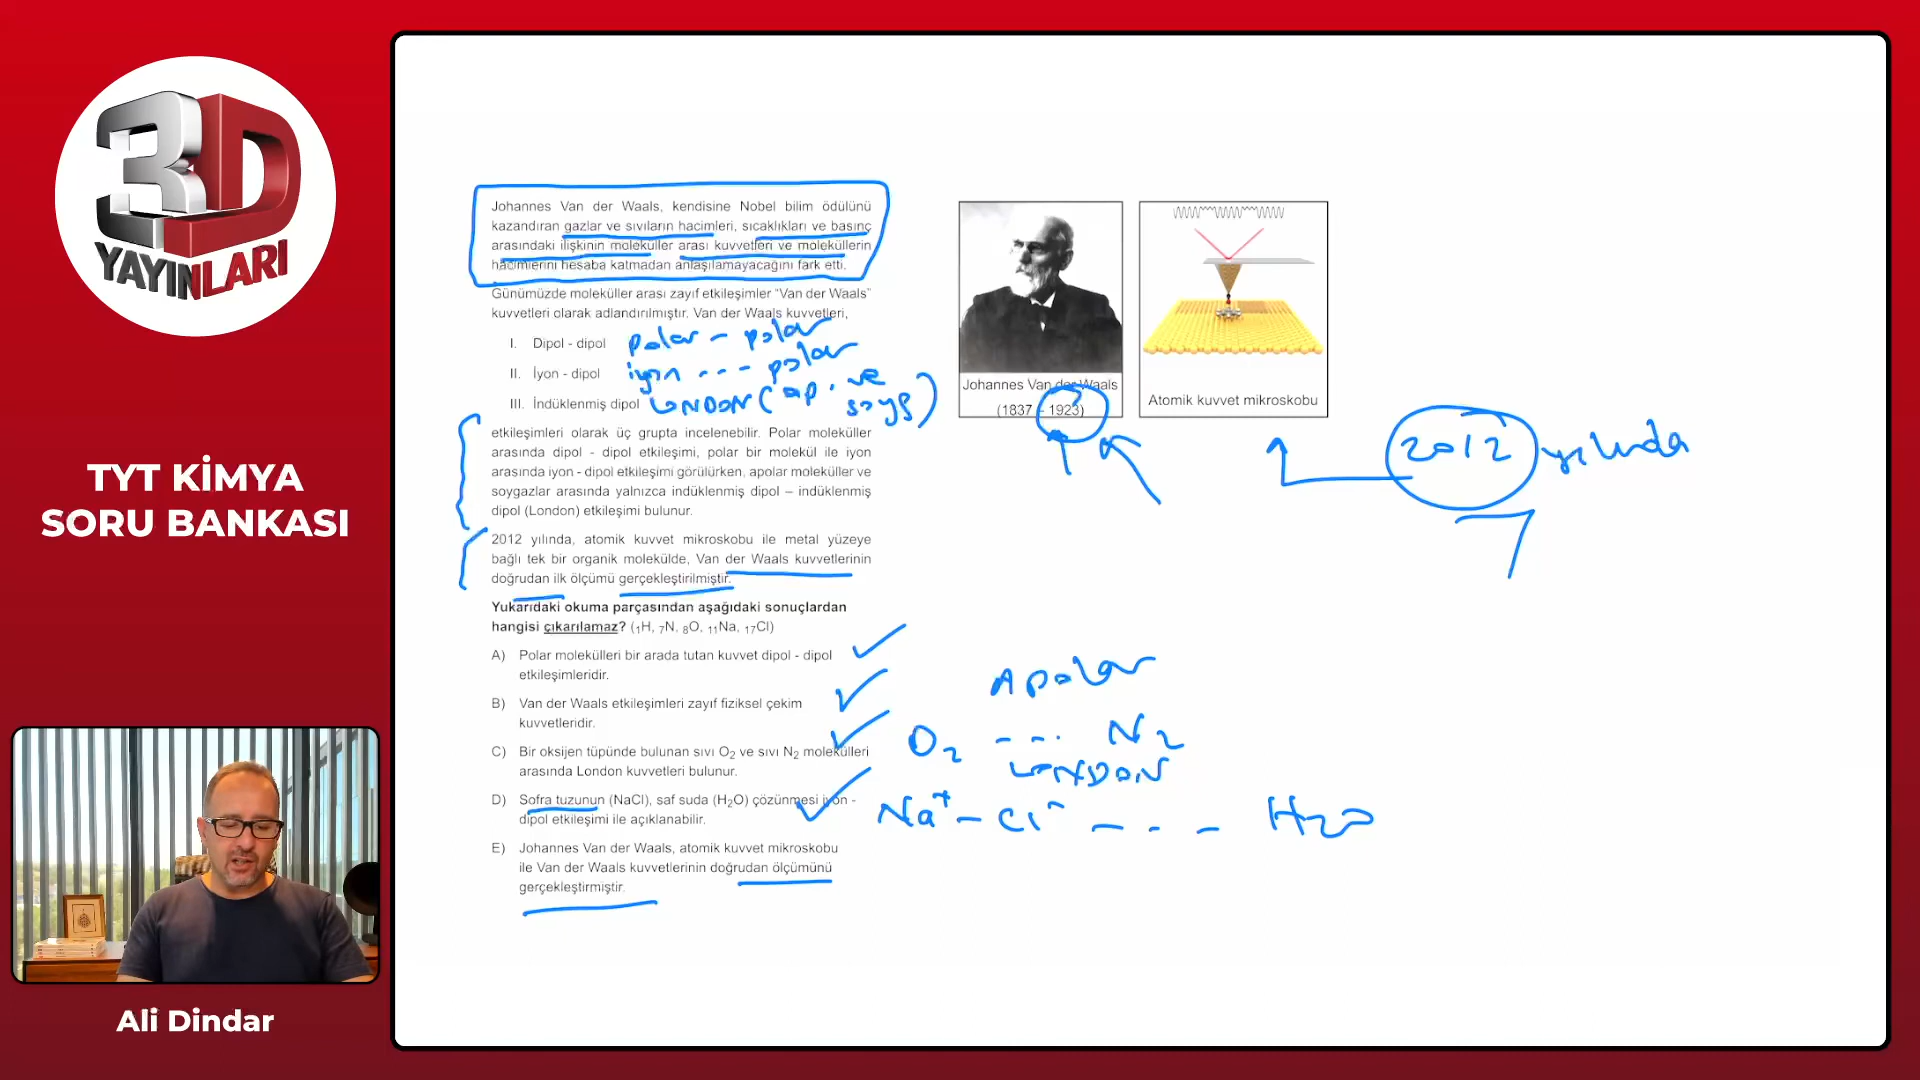 3D
YAYINLARI
TYT KİMYA
SORU BANKASI
Ali Dindar
Johannes Van der Waals, kendisine Nobel bilim ödülünü
kazandıran gazlar ve sıvıların hacimleri, sıcaklıkları ve basınç
arasındaki ilişkinin moleküller arası kuvvetleri ve moleküllerin
hacimlerini hesaba katmadan anlaşılamayacağını fark etti.
Günümüzde moleküller arası zayıf etkileşimler “Van der Waals”
kuvvetleri olarak adlandırılmıştır. Van der Waals kuvvetleri,
I. Dipol - dipol polar - polar
II. İyon - dipol iyon --- polar
III. İndüklenmiş dipol LONDON (ap. ve soyg)
etkileşimleri olarak üç grupta incelenebilir. Polar moleküller
arasında dipol - dipol etkileşimi, polar bir molekül ile iyon
arasında iyon - dipol etkileşimi görülürken, apolar moleküller ve
soygazlar arasında yalnızca indüklenmiş dipol – indüklenmiş
dipol (London) etkileşimi bulunur.
2012 yılında, atomik kuvvet mikroskobu ile metal yüzeye
bağlı tek bir organik molekülde, Van der Waals kuvvetlerinin
doğrudan ilk ölçümü gerçekleştirilmiştir.
Yukarıdaki okuma parçasından aşağıdaki sonuçlardan
hangisi çıkarılamaz? (₁H, ₇N, ₈O, ₁₁Na, ₁₇Cl)
A) Polar molekülleri bir arada tutan kuvvet dipol - dipol
etkileşimleridir.
B) Van der Waals etkileşimleri zayıf fiziksel çekim
kuvvetleridir.
C) Bir oksijen tüpünde bulunan sıvı O₂ ve sıvı N₂ molekülleri
arasında London kuvvetleri bulunur.
D) Sofra tuzunun (NaCl), saf suda (H₂O) çözünmesi iyon -
dipol etkileşimi ile açıklanabilir.
E) Johannes Van der Waals, atomik kuvvet mikroskobu
ile Van der Waals kuvvetlerinin doğrudan ölçümünü
gerçekleştirmiştir.
Johannes Van der Waals
(1837 - 1923)
Atomik kuvvet mikroskobu
2012 yılında
Apolar
O₂ --- N₂
LONDON
Na⁺ - Cl⁻ --- H₂O